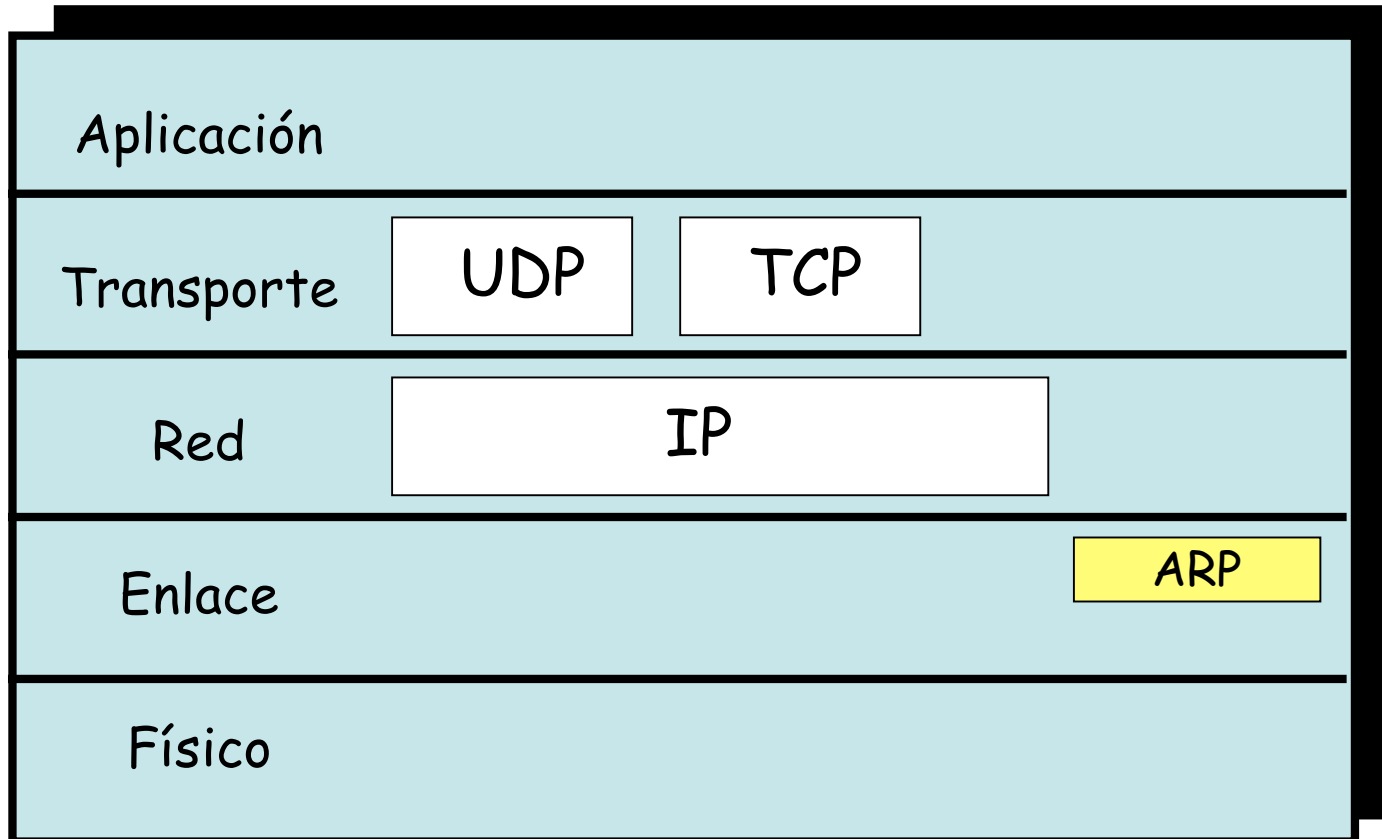 Aplicación
Transporte UDP TCP
Red IP
Enlace ARP
Físico